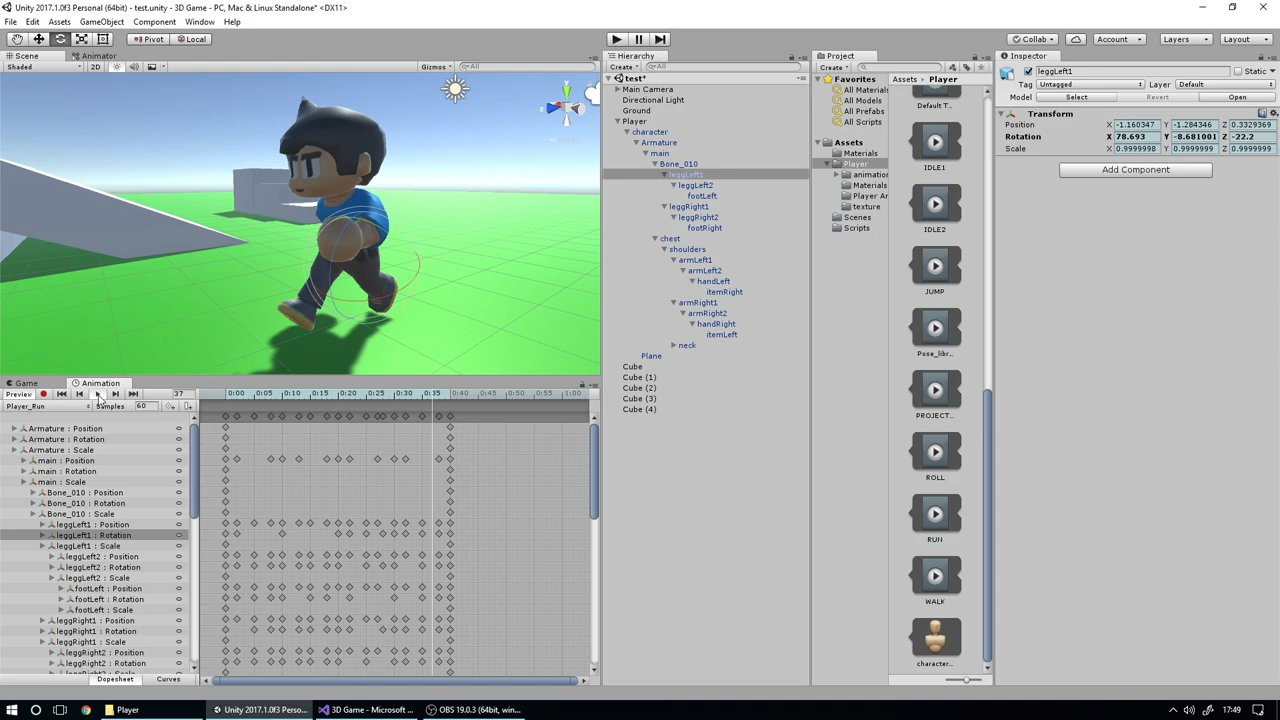 Unity 2017.1.0f3 Personal (64bit) - test.unity - 3D Game - PC, Mac & Linux Standalone* <DX11>
File Edit Assets GameObject Component Window Help
Pivot Local
Collab Account Layers Layout
Scene Animator
Shaded 2D Gizmos All
y
z
Game Animation
Preview 37 0:00 0:05 0:10 0:15 0:20 0:25 0:30 0:35 0:40 0:45 0:50 0:55 1:00
Player_Run Samples 60
Armature : Position
Armature : Rotation
Armature : Scale
main : Position
main : Rotation
main : Scale
Bone_010 : Position
Bone_010 : Rotation
Bone_010 : Scale
leggLeft1 : Position
leggLeft1 : Rotation
leggLeft1 : Scale
leggLeft2 : Position
leggLeft2 : Rotation
leggLeft2 : Scale
footLeft : Position
footLeft : Rotation
footLeft : Scale
leggRight1 : Position
leggRight1 : Rotation
leggRight1 : Scale
leggRight2 : Position
leggRight2 : Rotation
Dopesheet Curves
Hierarchy
Create All
test*
Main Camera
Directional Light
Ground
Player
character
Armature
main
Bone_010
leggLeft1
leggLeft2
footLeft
leggRight1
leggRight2
footRight
chest
shoulders
armLeft1
armLeft2
handLeft
itemRight
armRight1
armRight2
handRight
itemLeft
neck
Plane
Cube
Cube (1)
Cube (2)
Cube (3)
Cube (4)
Project
Create
Favorites
All Materials
All Models
All Prefabs
All Scripts
Assets
Materials
Player
animation
Materials
Player Ar
texture
Scenes
Scripts
Assets Player
Default T...
IDLE1
IDLE2
JUMP
Pose_libr...
PROJECT...
ROLL
RUN
WALK
character...
Inspector
leggLeft1 Static
Tag Untagged Layer Default
Model Select Revert Open
Transform
Position X -1.160347 Y -1.284346 Z 0.3329369
Rotation X 78.693 Y -8.681001 Z -22.2
Scale X 0.9999998 Y 0.9999999 Z 0.9999999
Add Component
Player
Unity 2017.1.0f3 Perso...
3D Game - Microsoft ...
OBS 19.0.3 (64bit, win...
17:49